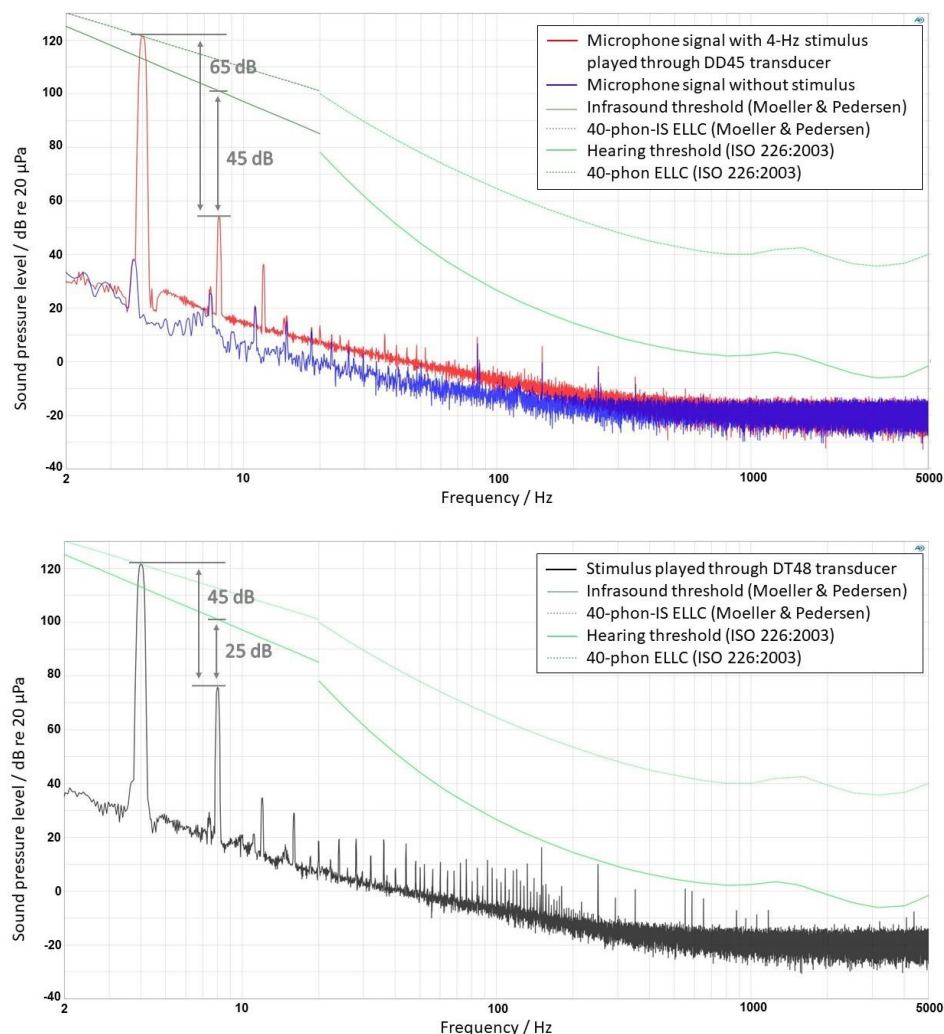 120
100
80
60
40
20
0
-20
-40
Sound pressure level / dB re 20 µPa
65 dB
45 dB
Microphone signal with 4-Hz stimulus
played through DD45 transducer
Microphone signal without stimulus
Infrasound threshold (Moeller & Pedersen)
40-phon-IS ELLC (Moeller & Pedersen)
Hearing threshold (ISO 226:2003)
40-phon ELLC (ISO 226:2003)
2
10
100
1000
5000
Frequency / Hz
120
100
80
60
40
20
0
-20
-40
Sound pressure level / dB re 20 µPa
45 dB
25 dB
Stimulus played through DT48 transducer
Infrasound threshold (Moeller & Pedersen)
40-phon-IS ELLC (Moeller & Pedersen)
Hearing threshold (ISO 226:2003)
40-phon ELLC (ISO 226:2003)
2
10
100
1000
5000
Frequency / Hz